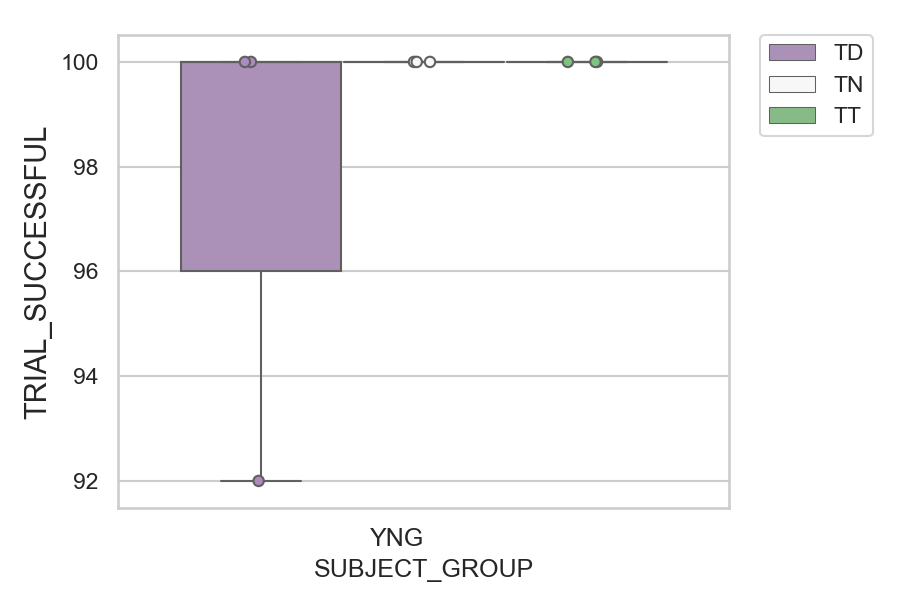 TRIAL_SUCCESSFUL
100
98
96
94
92
YNG
SUBJECT_GROUP
TD
TN
TT